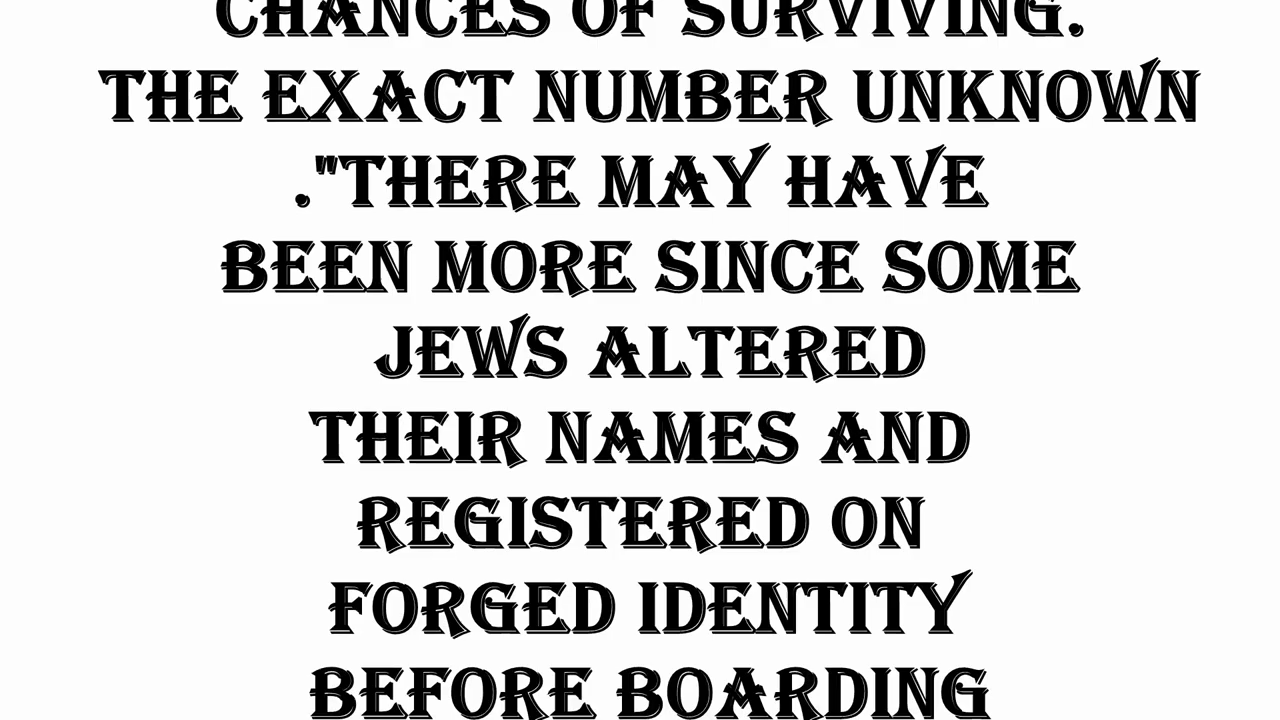 CHANCES OF SURVIVING.
THE EXACT NUMBER UNKNOWN
."THERE MAY HAVE
BEEN MORE SINCE SOME
JEWS ALTERED
THEIR NAMES AND
REGISTERED ON
FORGED IDENTITY
BEFORE BOARDING